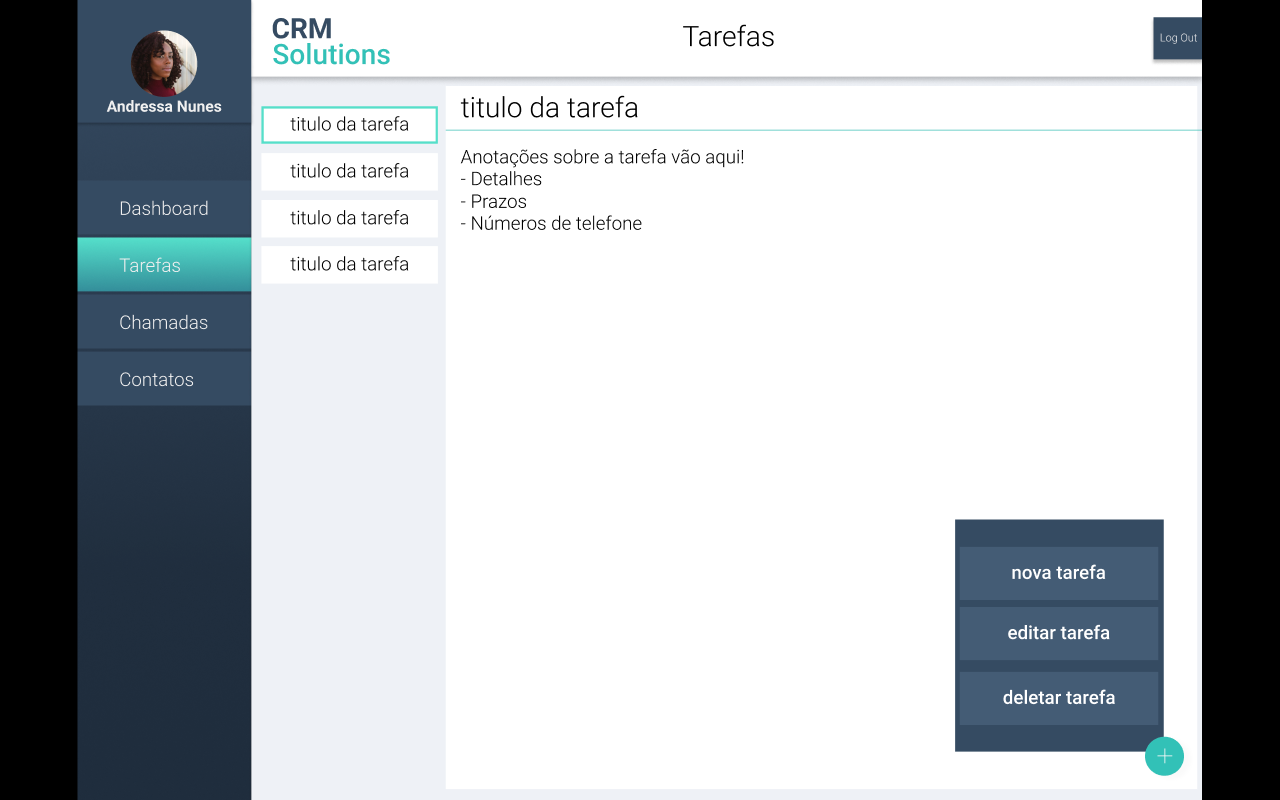 CRM
Solutions
Tarefas
Log Out
Andressa Nunes
Dashboard
Tarefas
Chamadas
Contatos
titulo da tarefa
titulo da tarefa
titulo da tarefa
titulo da tarefa
titulo da tarefa
Anotações sobre a tarefa vão aqui!
- Detalhes
- Prazos
- Números de telefone
nova tarefa
editar tarefa
deletar tarefa
+